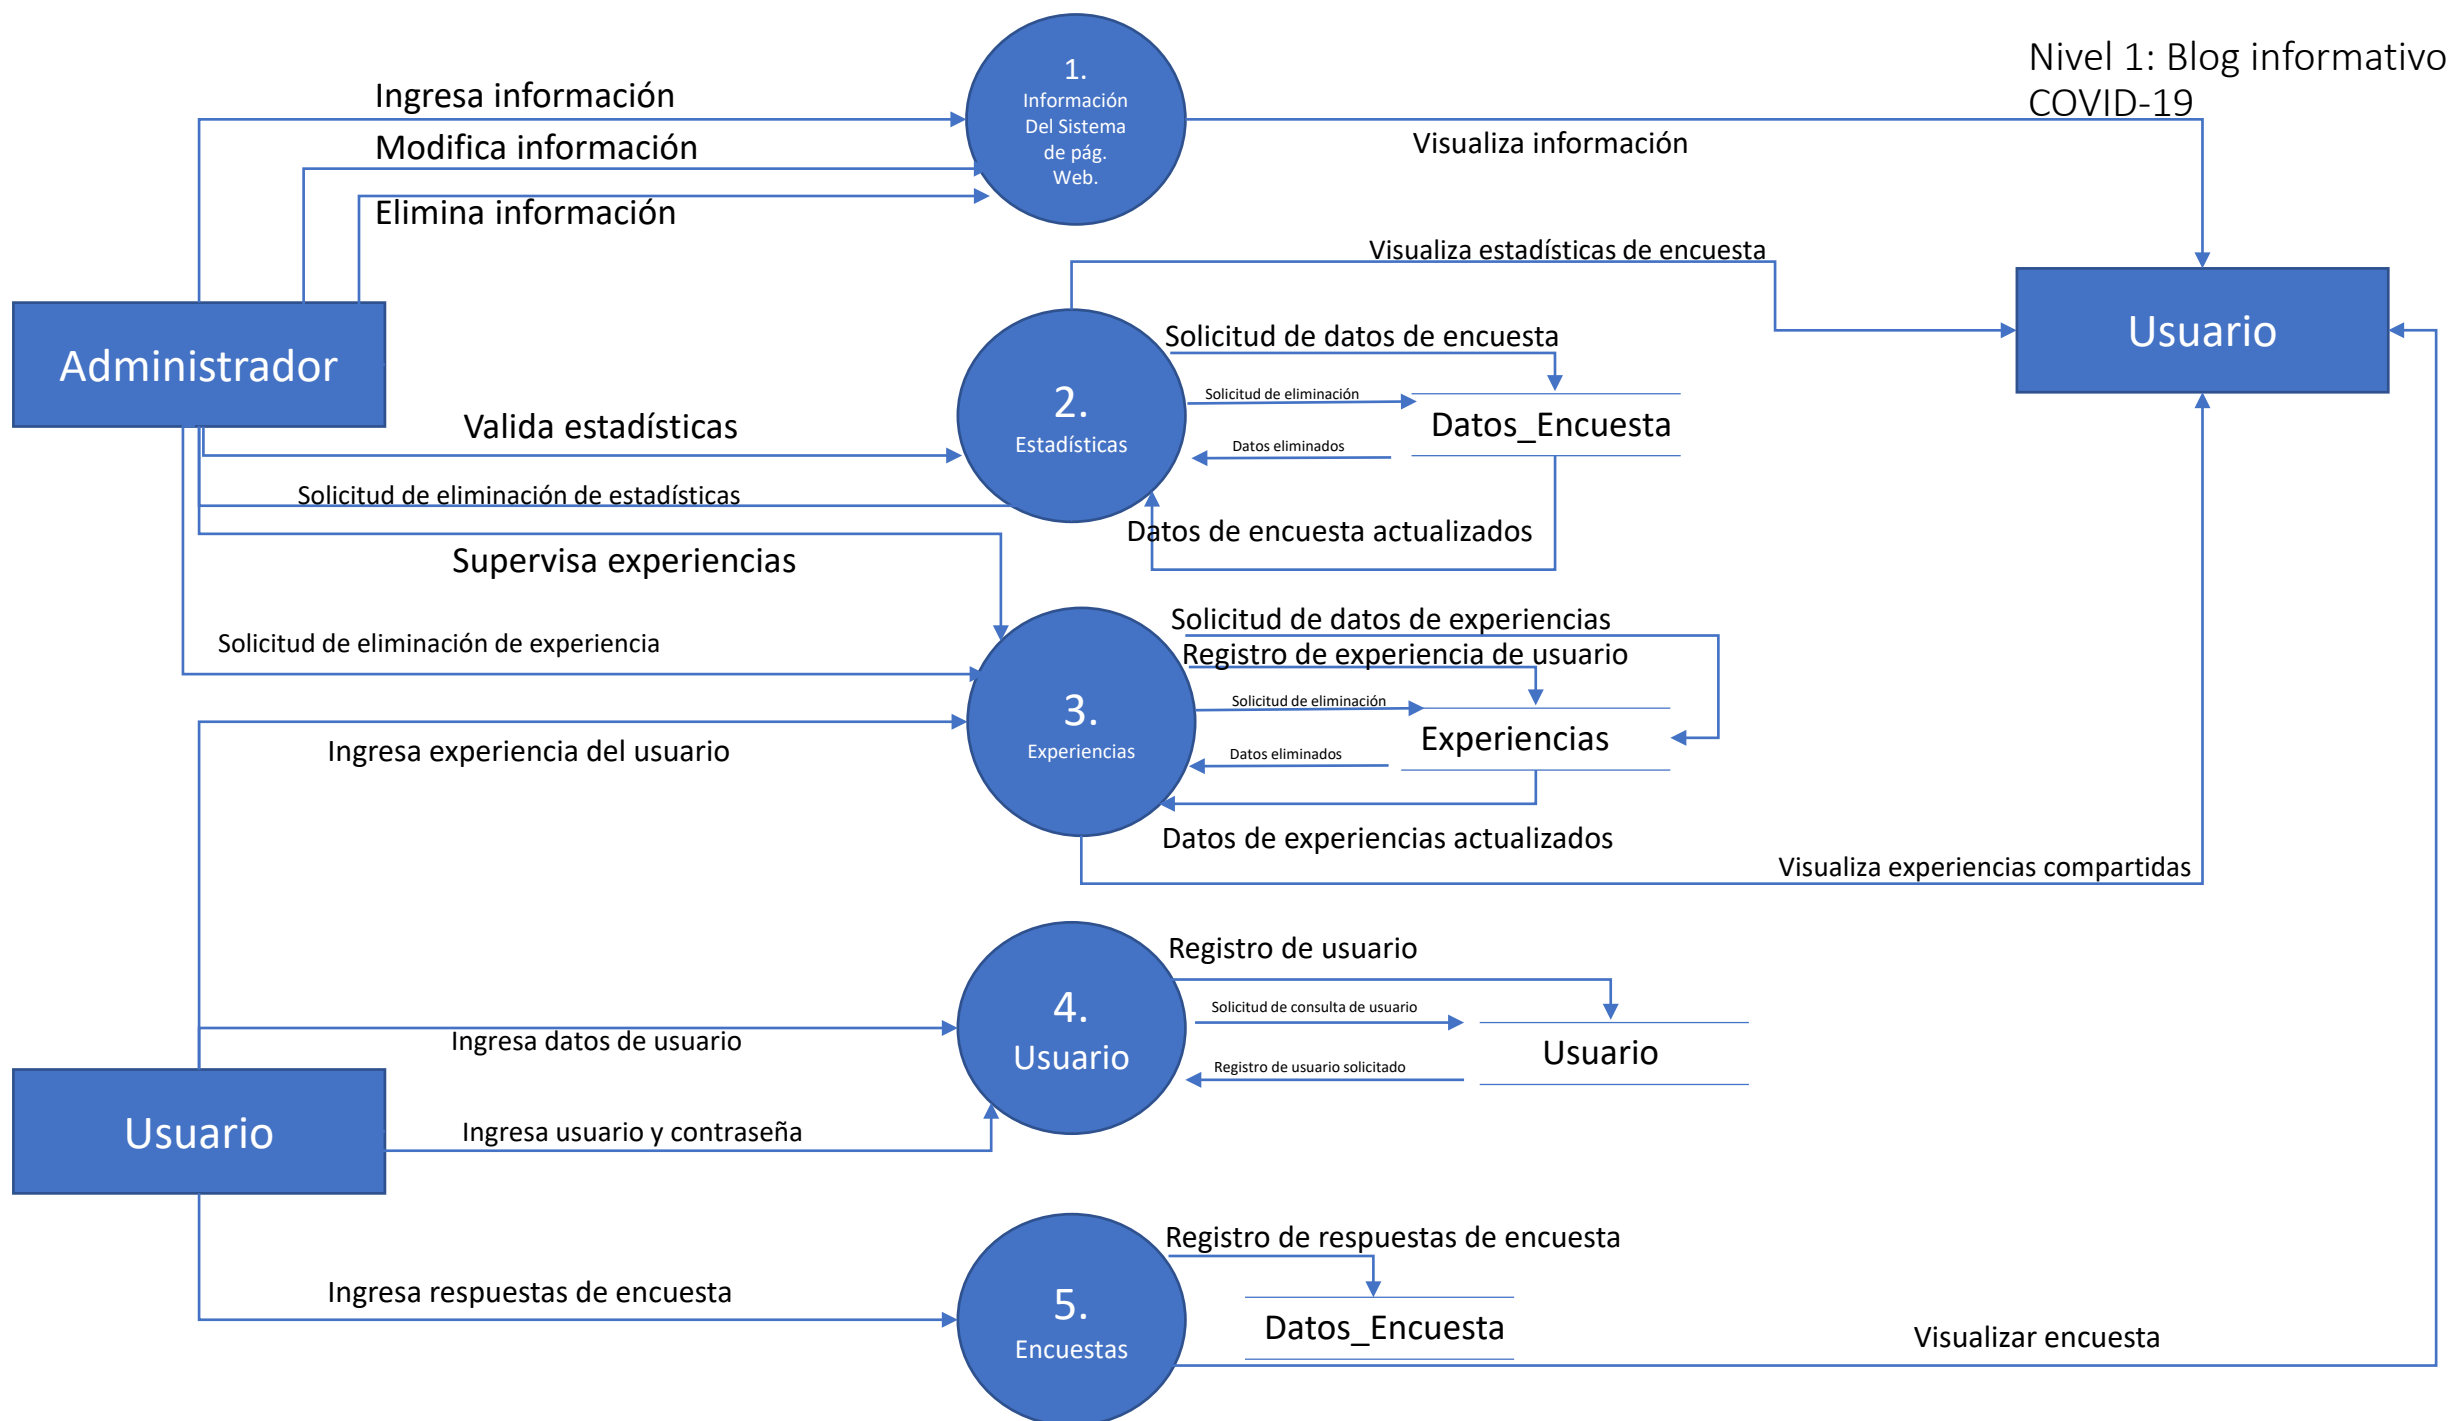 Nivel 1: Blog informativo
COVID-19
Ingresa información
Modifica información
Elimina información
1.
Información
Del Sistema
de pág.
Web.
Visualiza información
Visualiza estadísticas de encuesta
Administrador
Usuario
Valida estadísticas
Solicitud de eliminación de estadísticas
Supervisa experiencias
Solicitud de eliminación de experiencia
2.
Estadísticas
Solicitud de datos de encuesta
Solicitud de eliminación
Datos_Encuesta
Datos eliminados
Datos de encuesta actualizados
Ingresa experiencia del usuario
3.
Experiencias
Solicitud de datos de experiencias
Registro de experiencia de usuario
Solicitud de eliminación
Experiencias
Datos eliminados
Datos de experiencias actualizados
Visualiza experiencias compartidas
Ingresa datos de usuario
Usuario
Ingresa usuario y contraseña
4.
Usuario
Registro de usuario
Solicitud de consulta de usuario
Usuario
Registro de usuario solicitado
Ingresa respuestas de encuesta
5.
Encuestas
Registro de respuestas de encuesta
Datos_Encuesta
Visualizar encuesta